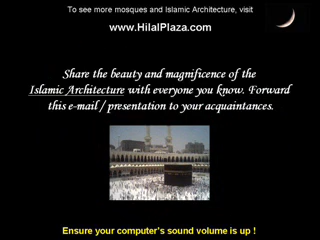 To see more mosques and Islamic Architecture, visit
www.HilalPlaza.com
Share the beauty and magnificence of the
Islamic Architecture with everyone you know. Forward
this e-mail / presentation to your acquaintances.
Ensure your computer's sound volume is up !